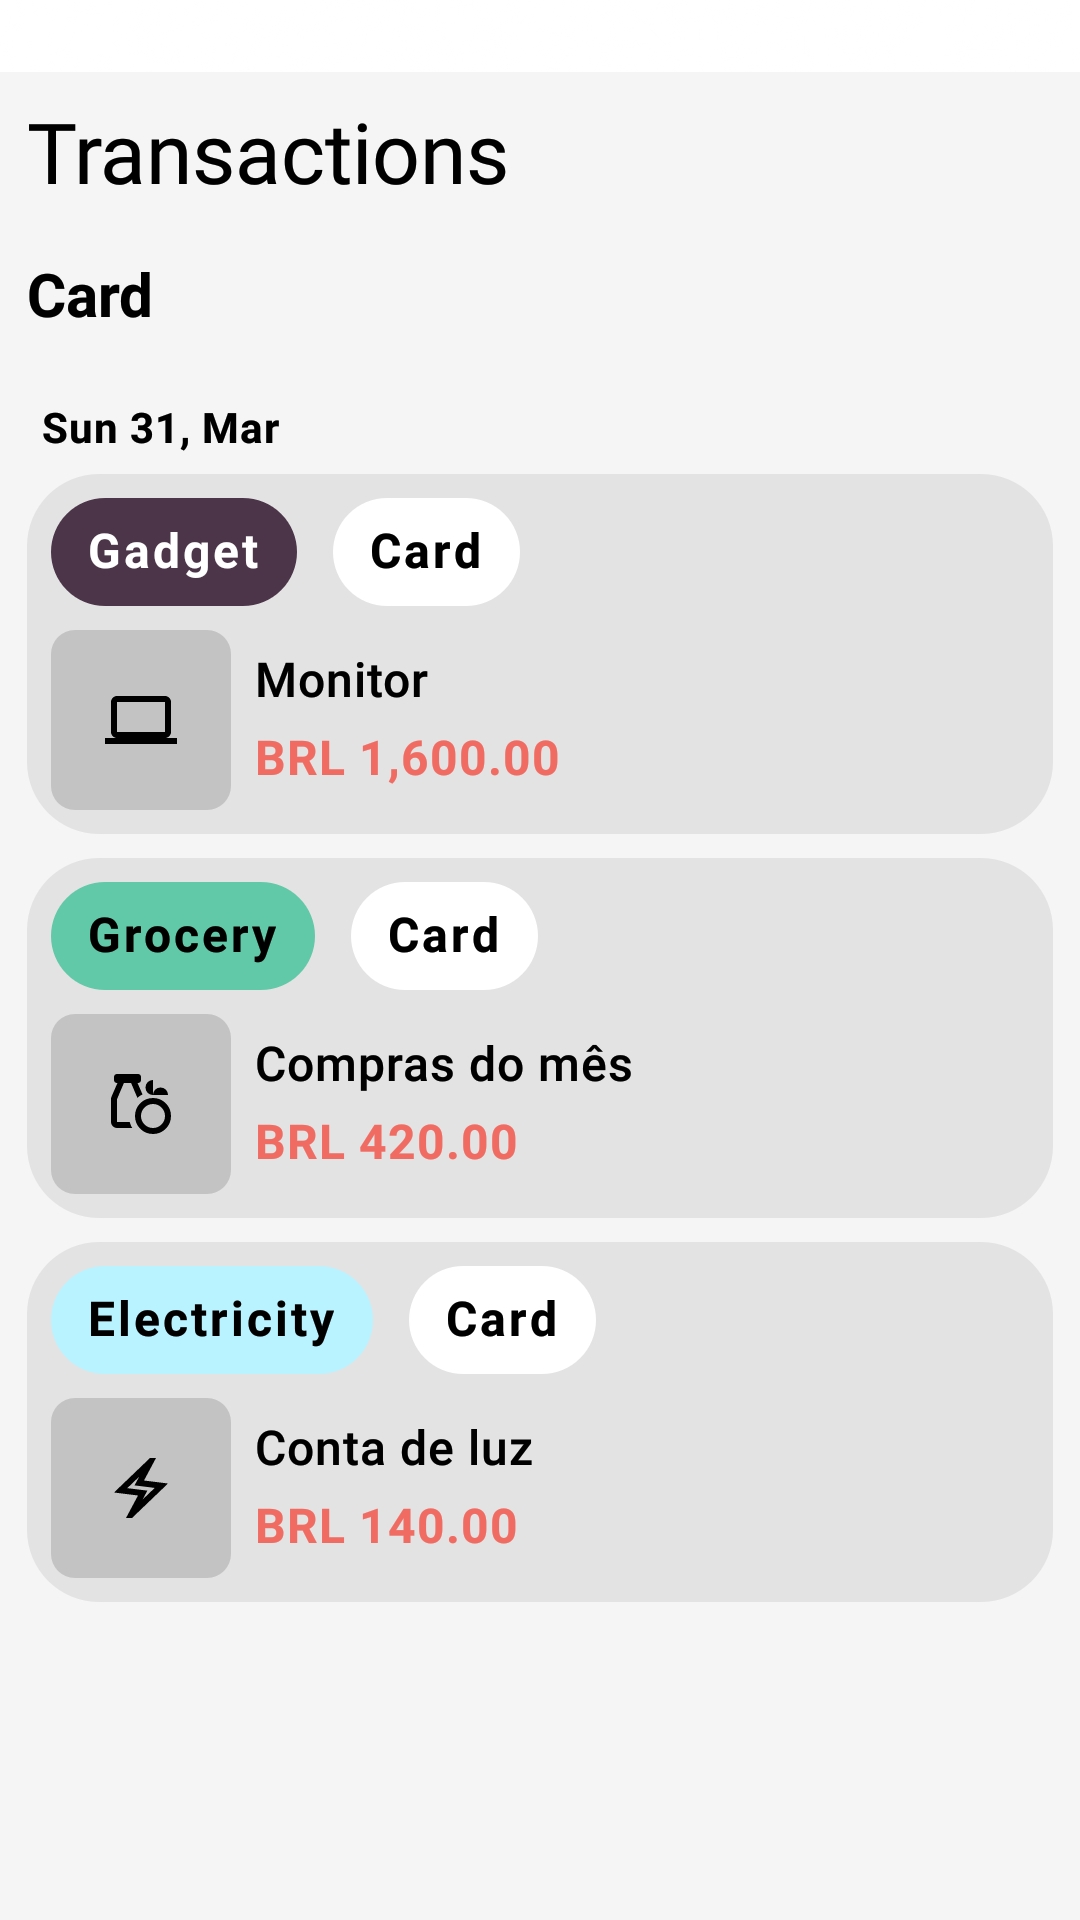 Transactions
Card
Sun 31, Mar
Gadget Card
Monitor
BRL 1,600.00
Grocery Card
Compras do mês
BRL 420.00
Electricity Card
Conta de luz
BRL 140.00